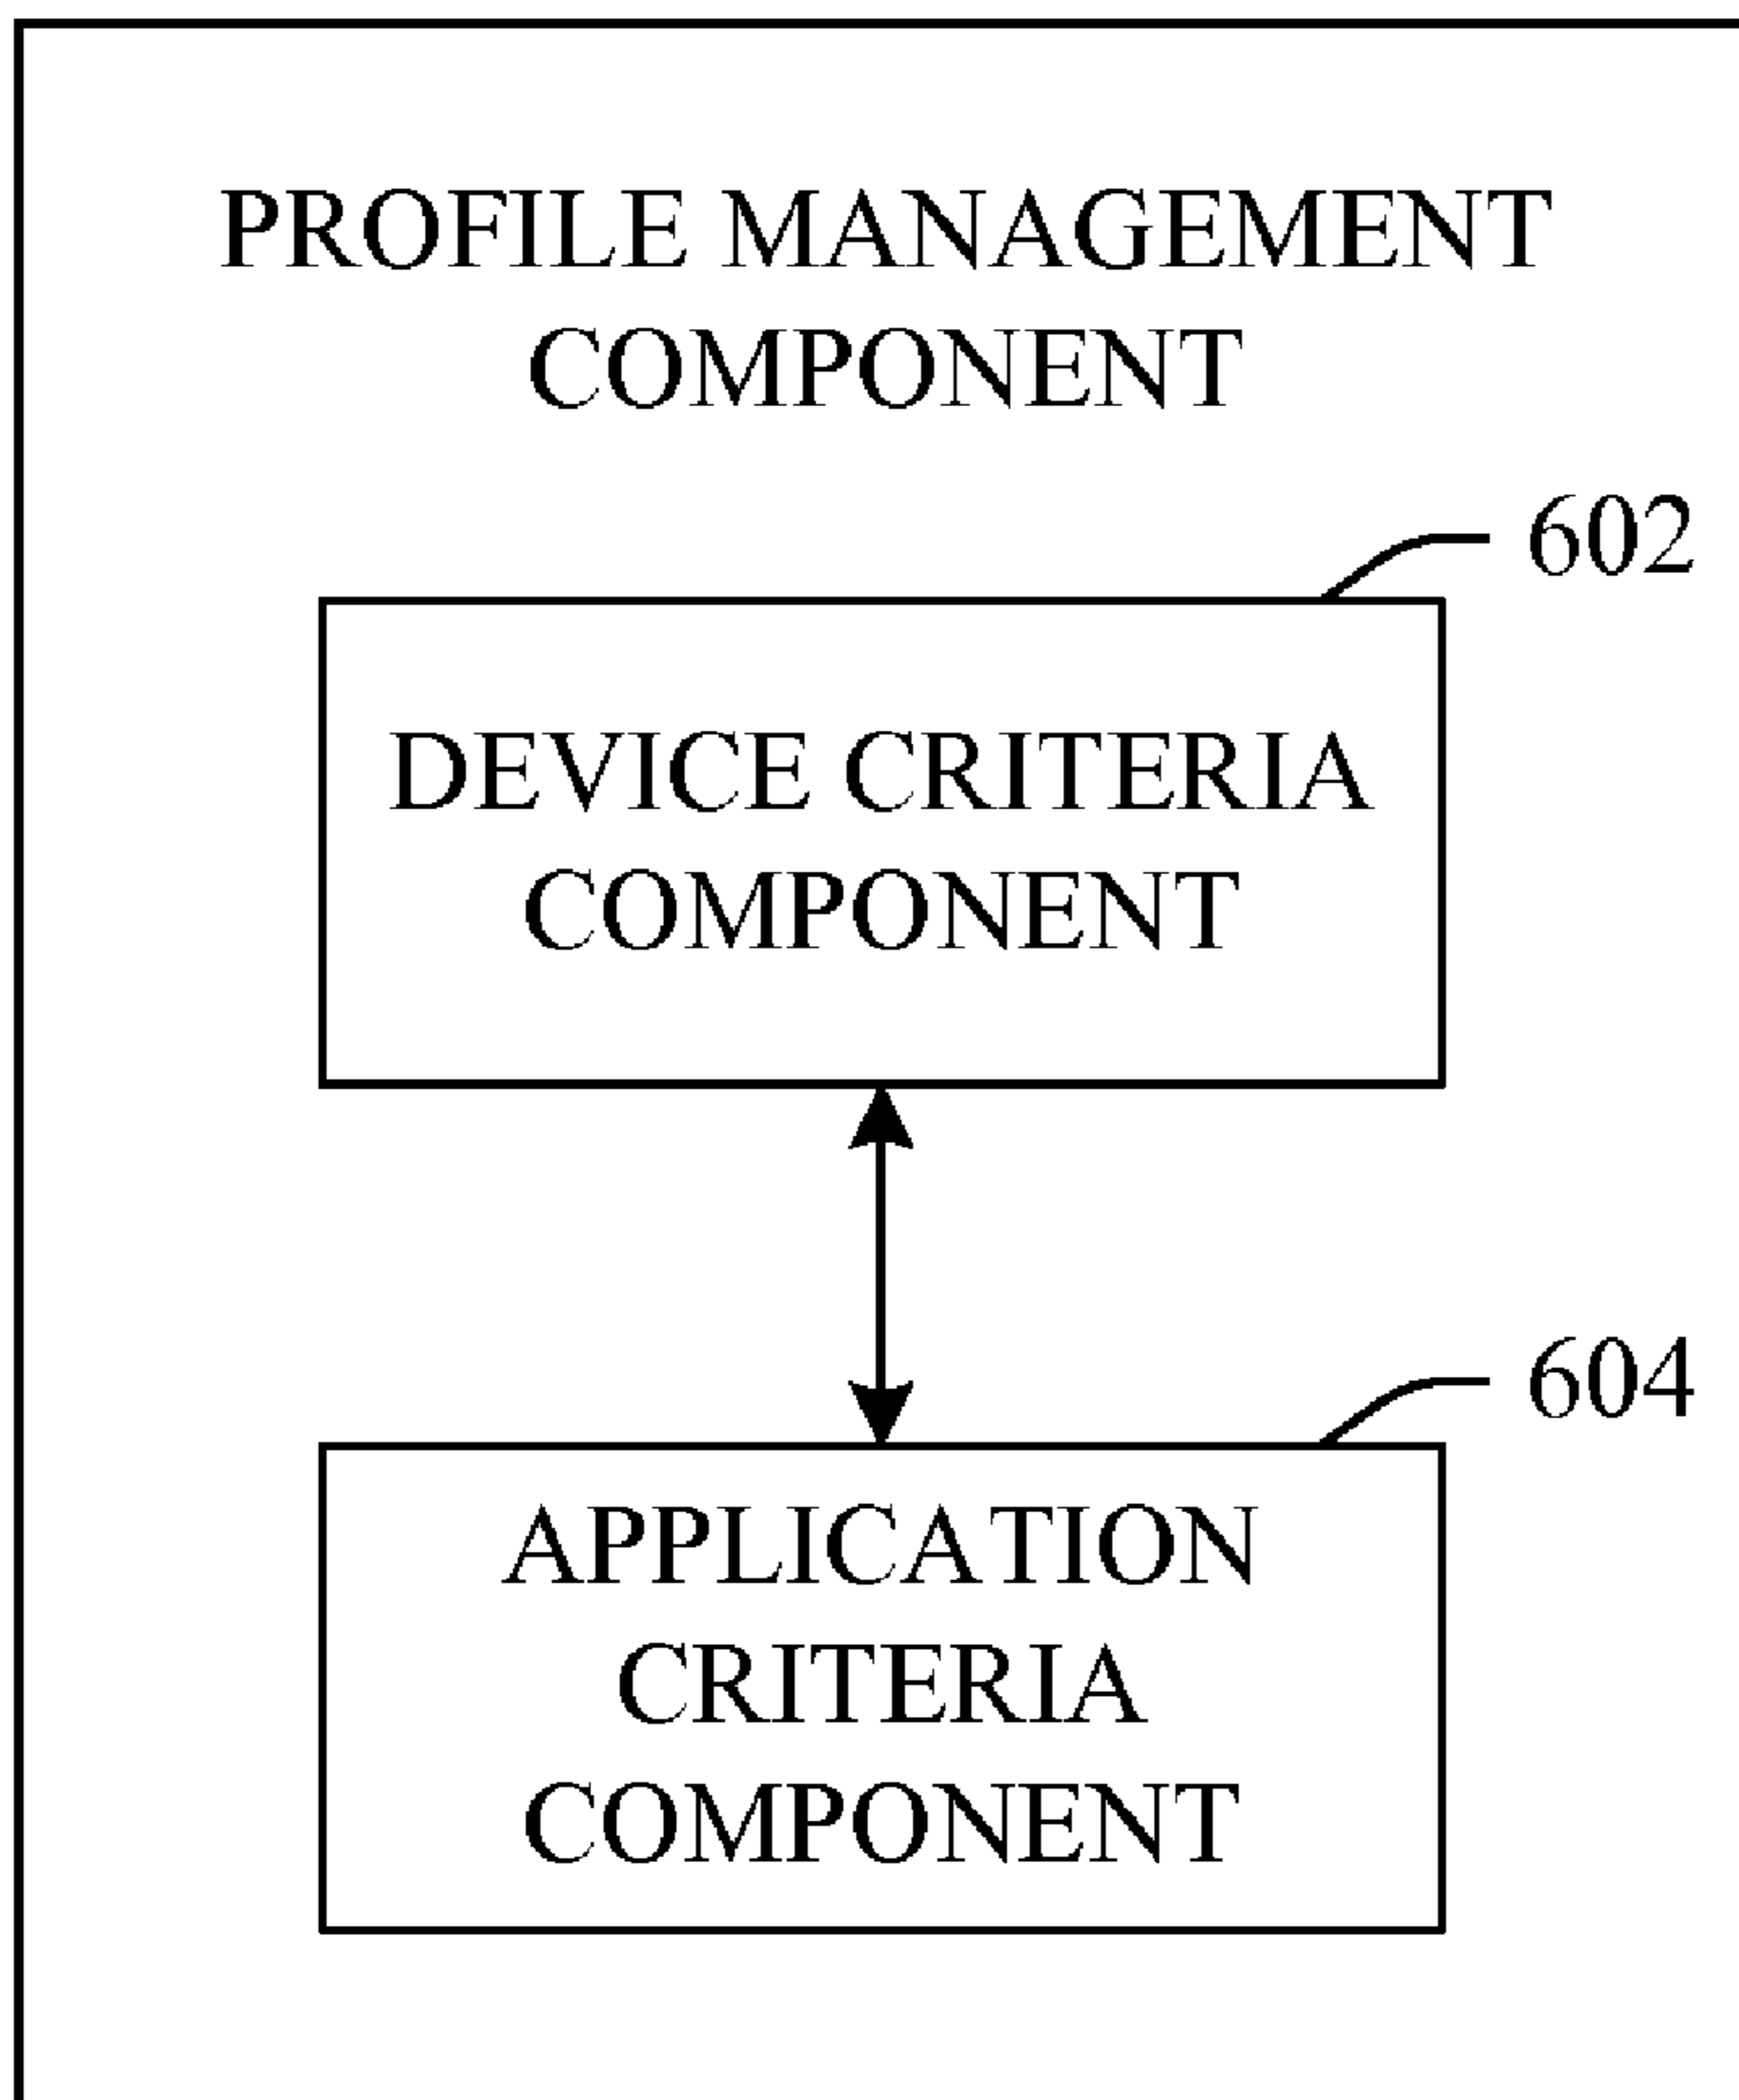 PROFILE MANAGEMENT
COMPONENT
602
DEVICE CRITERIA
COMPONENT
604
APPLICATION
CRITERIA
COMPONENT